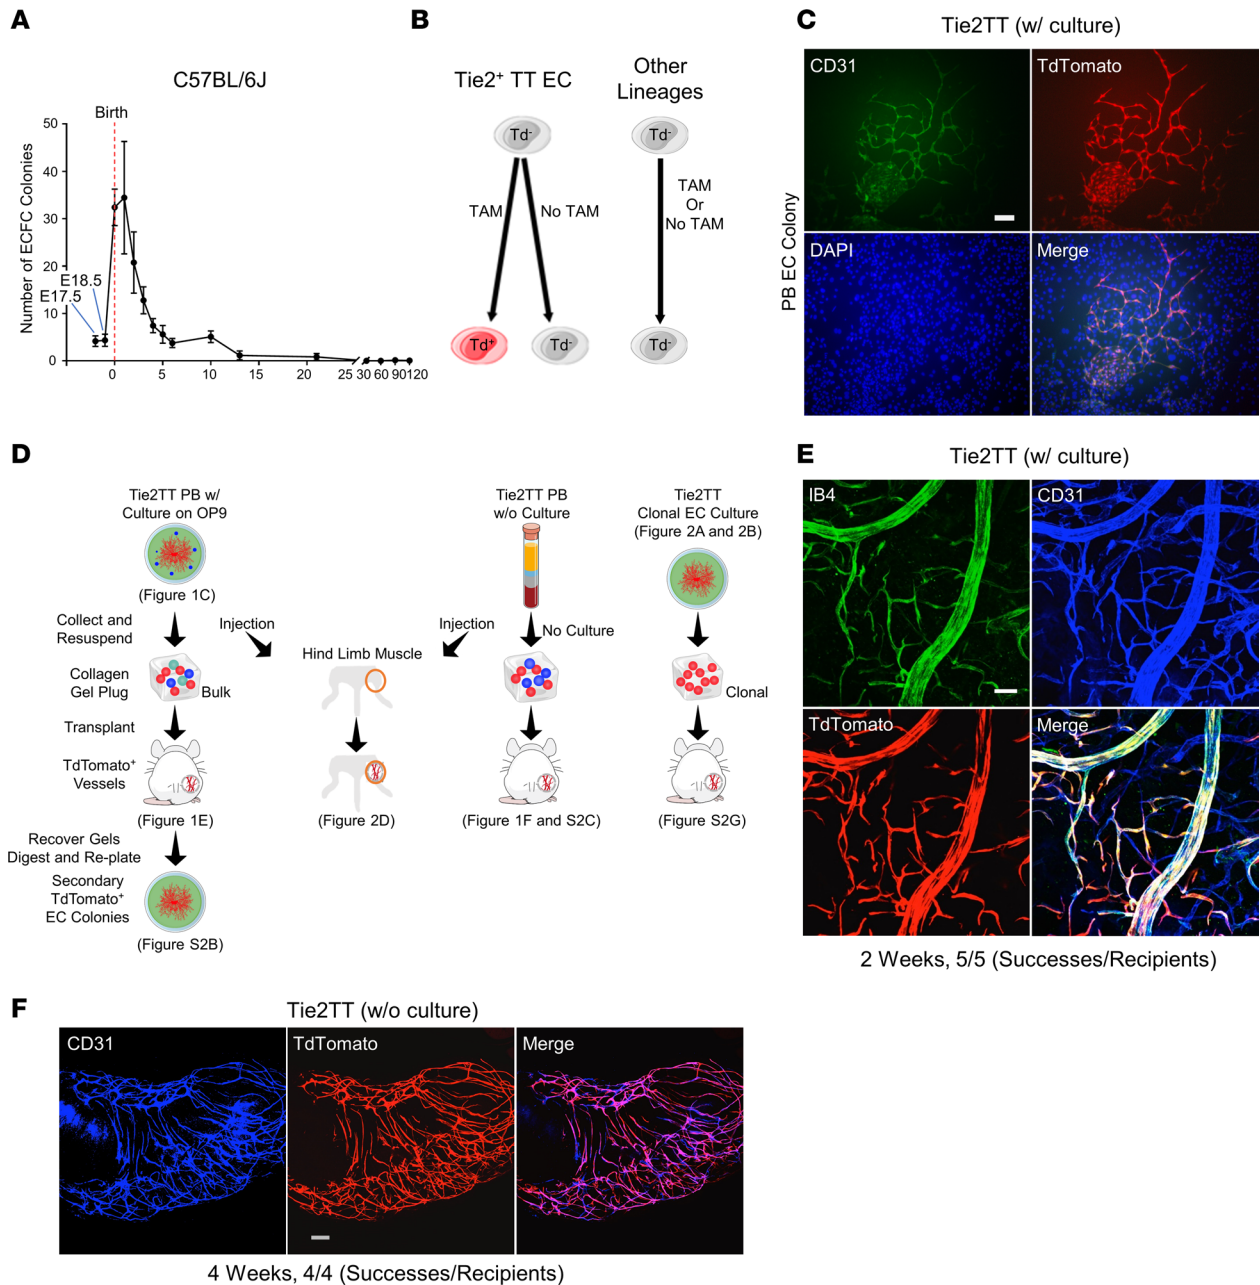 A
C57BL/6J
Birth
Number of ECFC Colonies
50
40
30
20
10
0
E18.5
E17.5
0 5 10 15 20 25 30 60 90 120
B
Tie2⁺ TT EC
Other
Lineages
Td⁻
Td⁻
TAM
No TAM
TAM
Or
No TAM
Td⁺
Td⁻
Td⁻
C
Tie2TT (w/ culture)
PB EC Colony
CD31
TdTomato
DAPI
Merge
D
Tie2TT PB w/
Culture on OP9
(Figure 1C)
Collect and
Resuspend
Injection
Collagen
Gel Plug
Bulk
Transplant
TdTomato⁺
Vessels
(Figure 1E)
Recover Gels
Digest and Re-plate
Secondary
TdTomato⁺
EC Colonies
(Figure S2B)
Hind Limb Muscle
(Figure 2D)
Tie2TT PB
w/o Culture
Injection
No Culture
(Figure 1F and S2C)
Tie2TT
Clonal EC Culture
(Figure 2A and 2B)
Clonal
(Figure S2G)
E
Tie2TT (w/ culture)
IB4
CD31
TdTomato
Merge
2 Weeks, 5/5 (Successes/Recipients)
F
Tie2TT (w/o culture)
CD31
TdTomato
Merge
4 Weeks, 4/4 (Successes/Recipients)